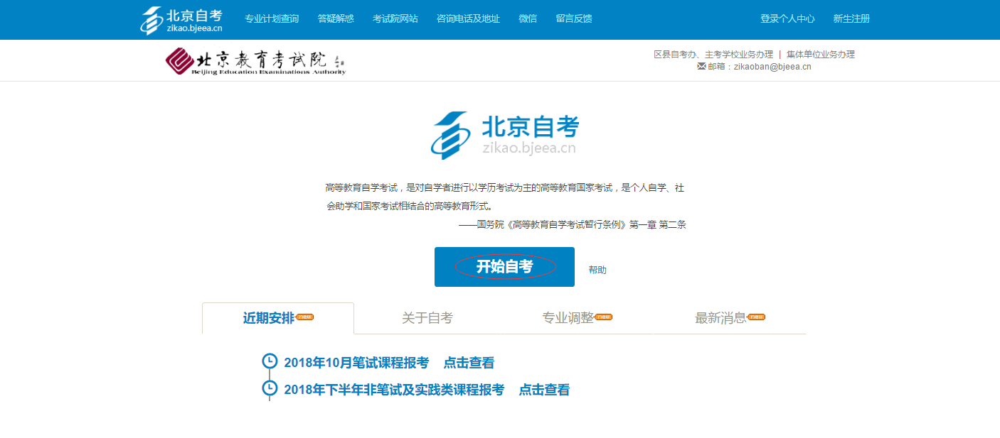 北京自考
zikao.bjeea.cn
专业计划查询 答疑解惑 考试院网站 咨询电话及地址 微信 留言反馈 登录个人中心 新生注册
北京教育考试院
Beijing Education Examinations Authority
区县自考办、主考学校业务办理 | 集体单位业务办理
邮箱：zikaoban@bjeea.cn
北京自考
zikao.bjeea.cn
高等教育自学考试，是对自学者进行以学历考试为主的高等教育国家考试，是个人自学、社
会助学和国家考试相结合的高等教育形式。
——国务院《高等教育自学考试暂行条例》第一章 第二条
开始自考 帮助
近期安排 new 关于自考 专业调整 new 最新消息 new
2018年10月笔试课程报考 点击查看
2018年下半年非笔试及实践类课程报考 点击查看